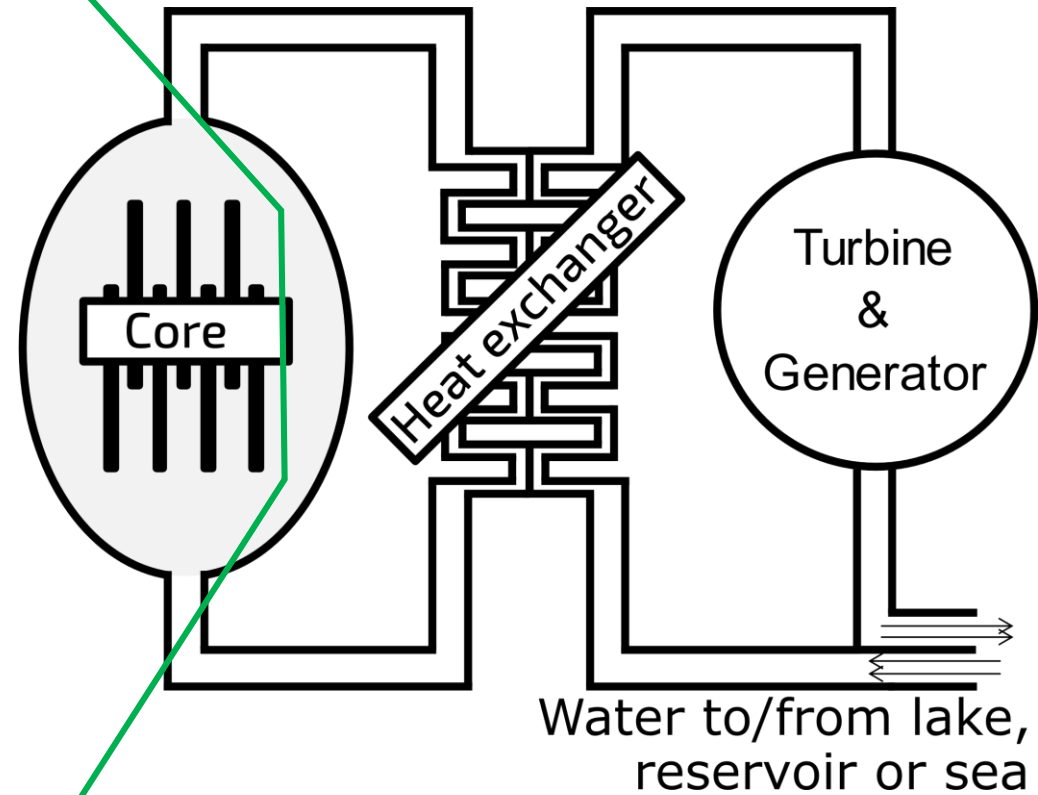 Core
Heat exchanger
Turbine
&
Generator
Water to/from lake,
reservoir or sea